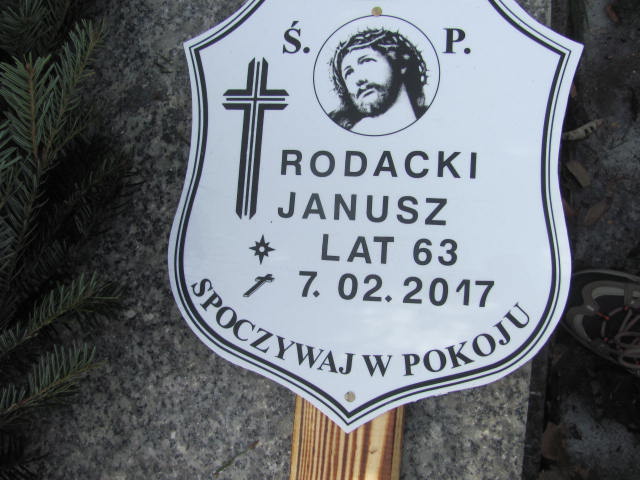 Ś. P.
RODACKI
JANUSZ
LAT 63
7. 02. 2017
SPOCZYWAJ W POKOJU